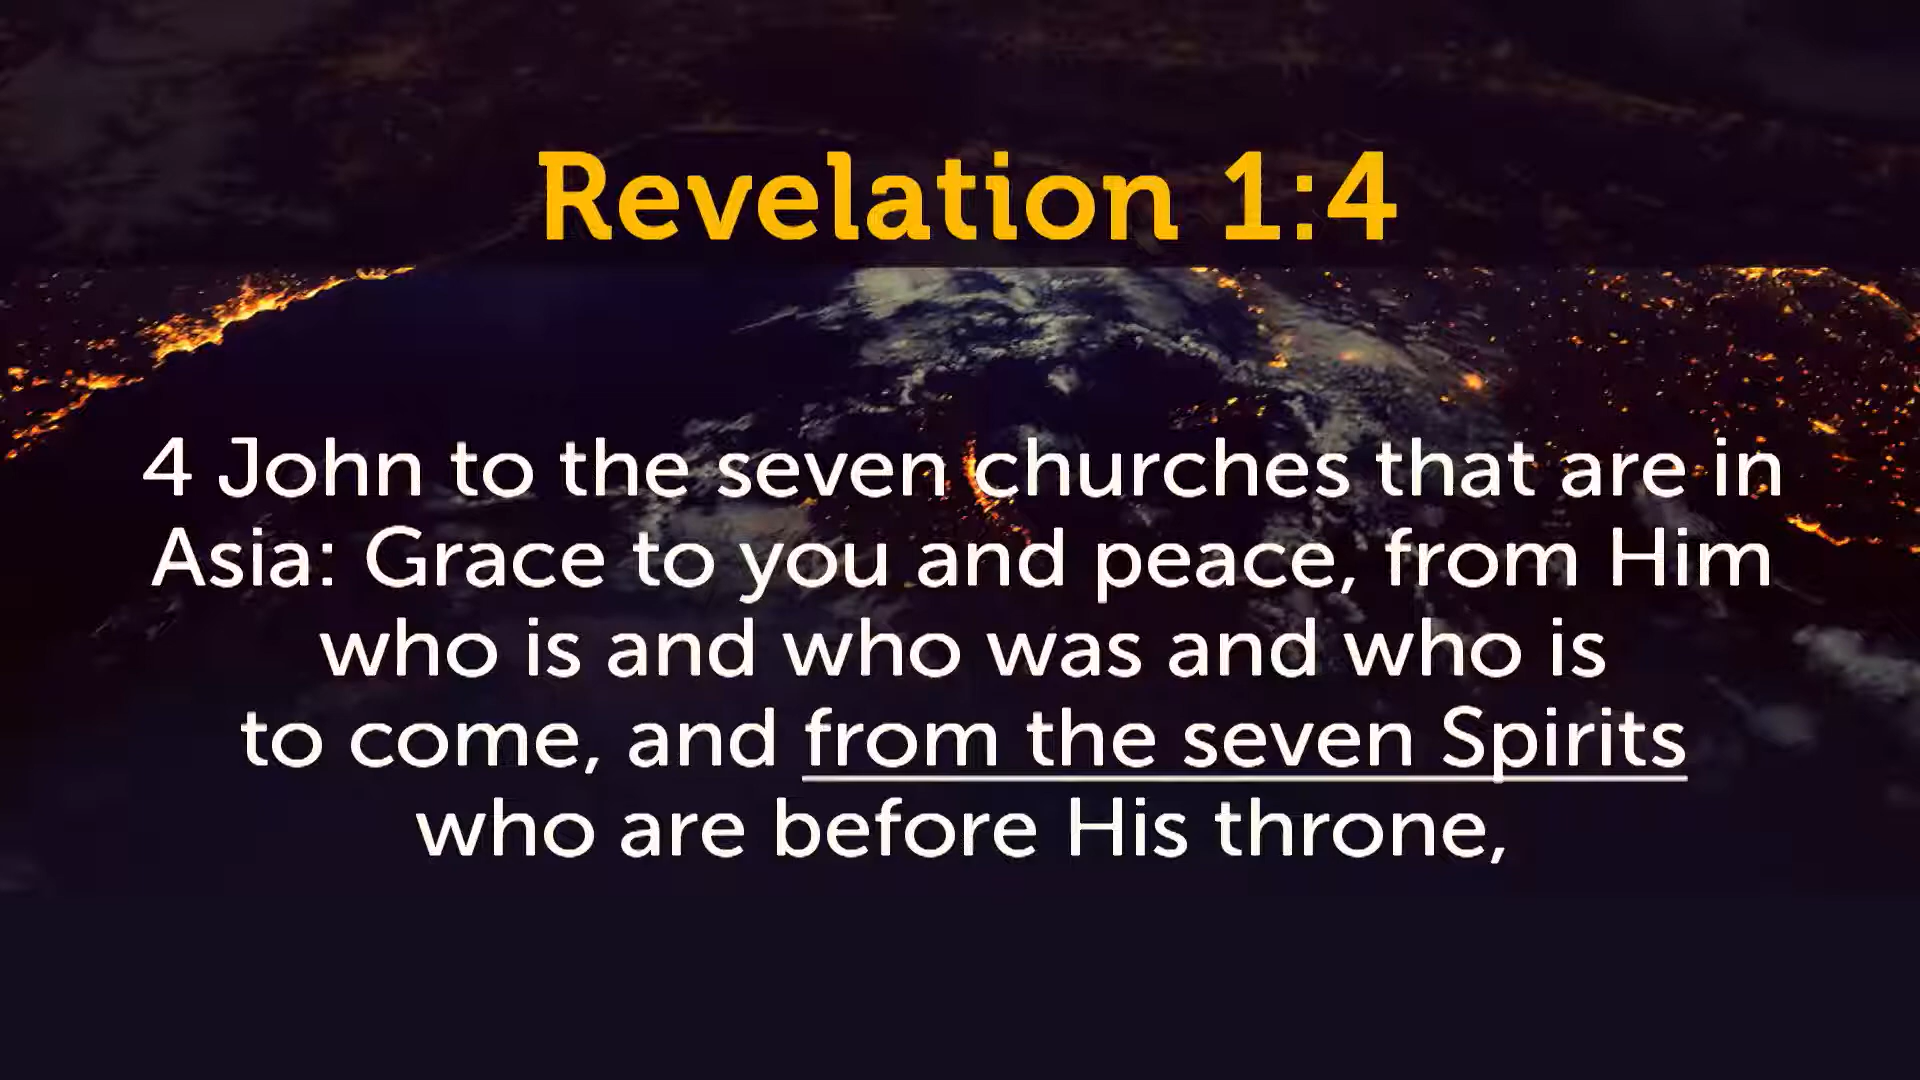 Revelation 1:4
4 John to the seven churches that are in
Asia: Grace to you and peace, from Him
who is and who was and who is
to come, and from the seven Spirits
who are before His throne,